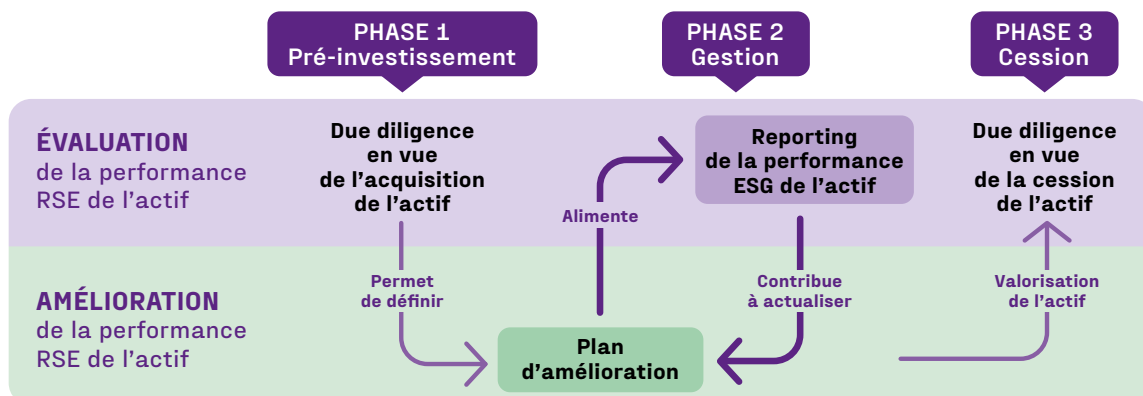 PHASE 1
Pré-investissement
PHASE 2
Gestion
PHASE 3
Cession
ÉVALUATION
de la performance
RSE de l'actif
Due diligence
en vue
de l'acquisition
de l'actif
Reporting
de la performance
ESG de l'actif
Due diligence
en vue
de la cession
de l'actif
Alimente
Permet
de définir
Contribue
à actualiser
Valorisation
de l'actif
AMÉLIORATION
de la performance
RSE de l'actif
Plan
d'amélioration